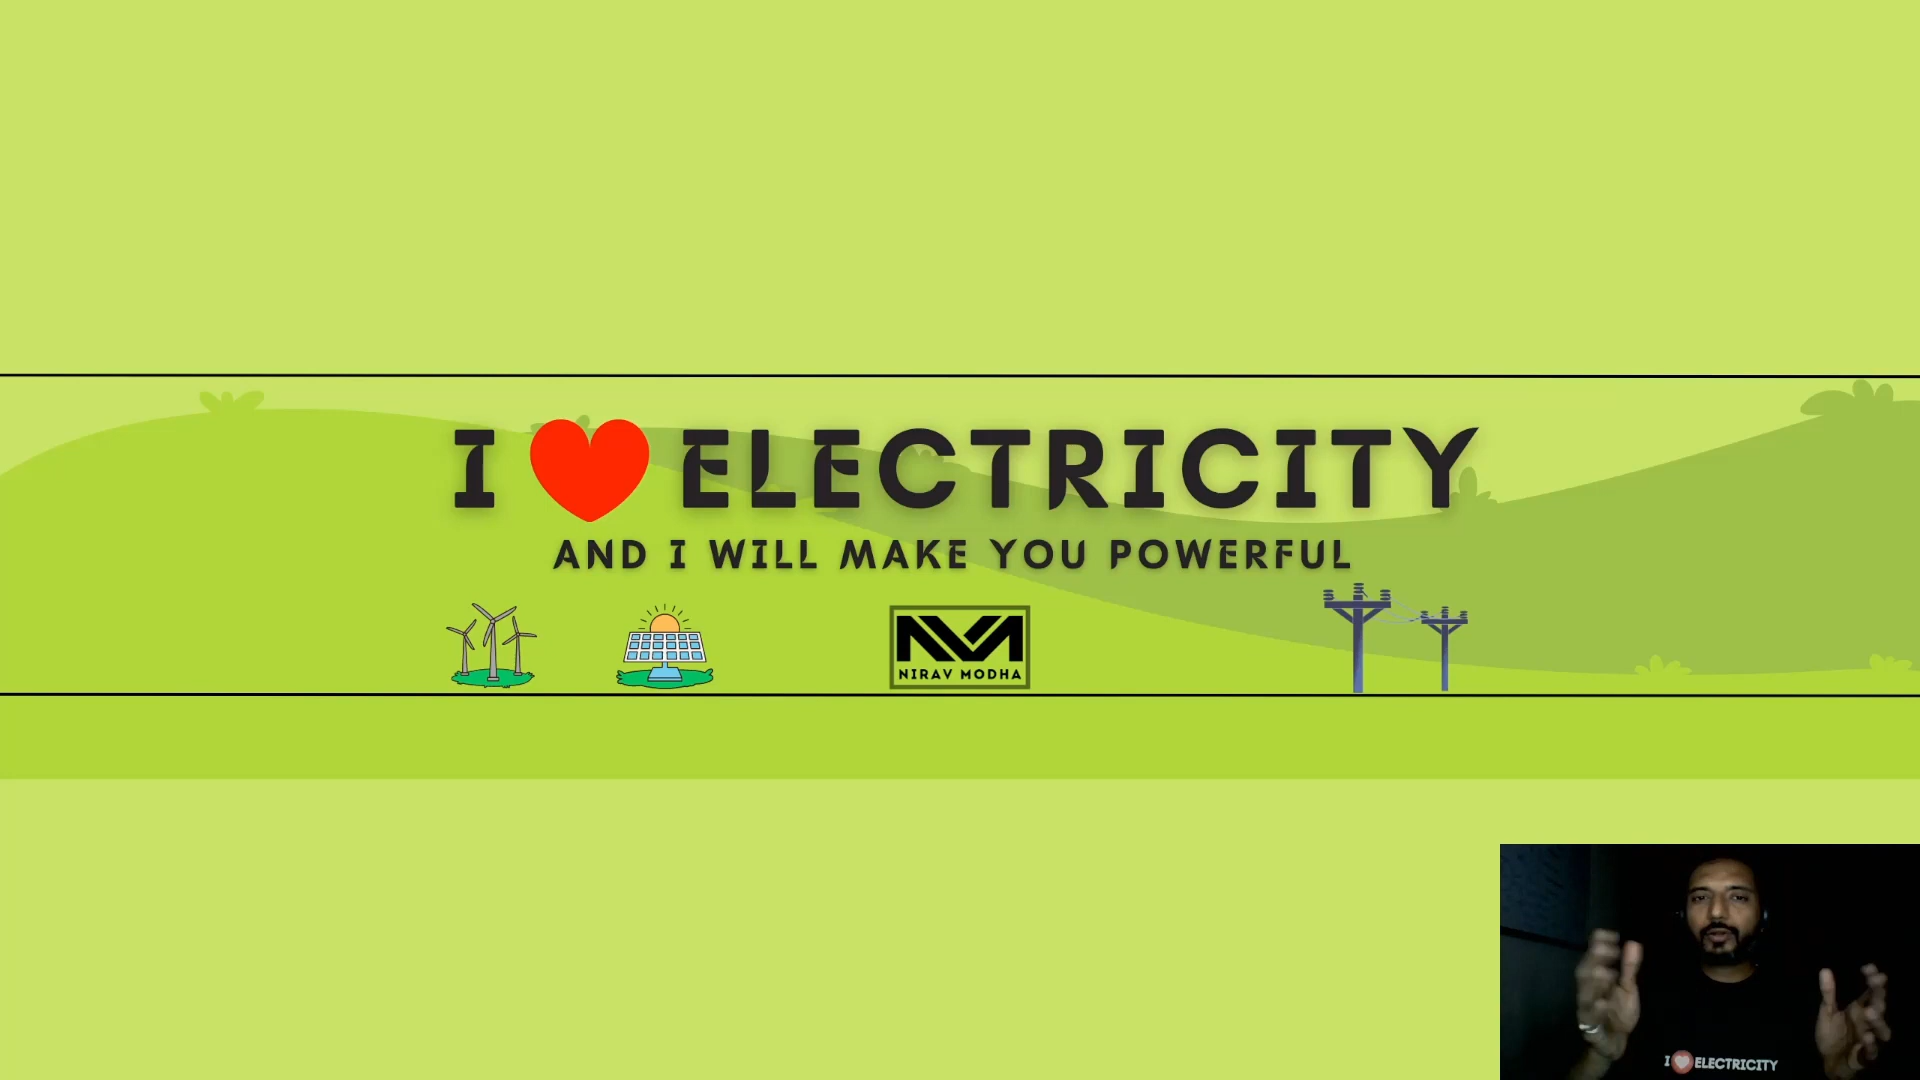 I ❤ ELECTRICITY
AND I WILL MAKE YOU POWERFUL
NIRAV MODHA
I ❤ ELECTRICITY